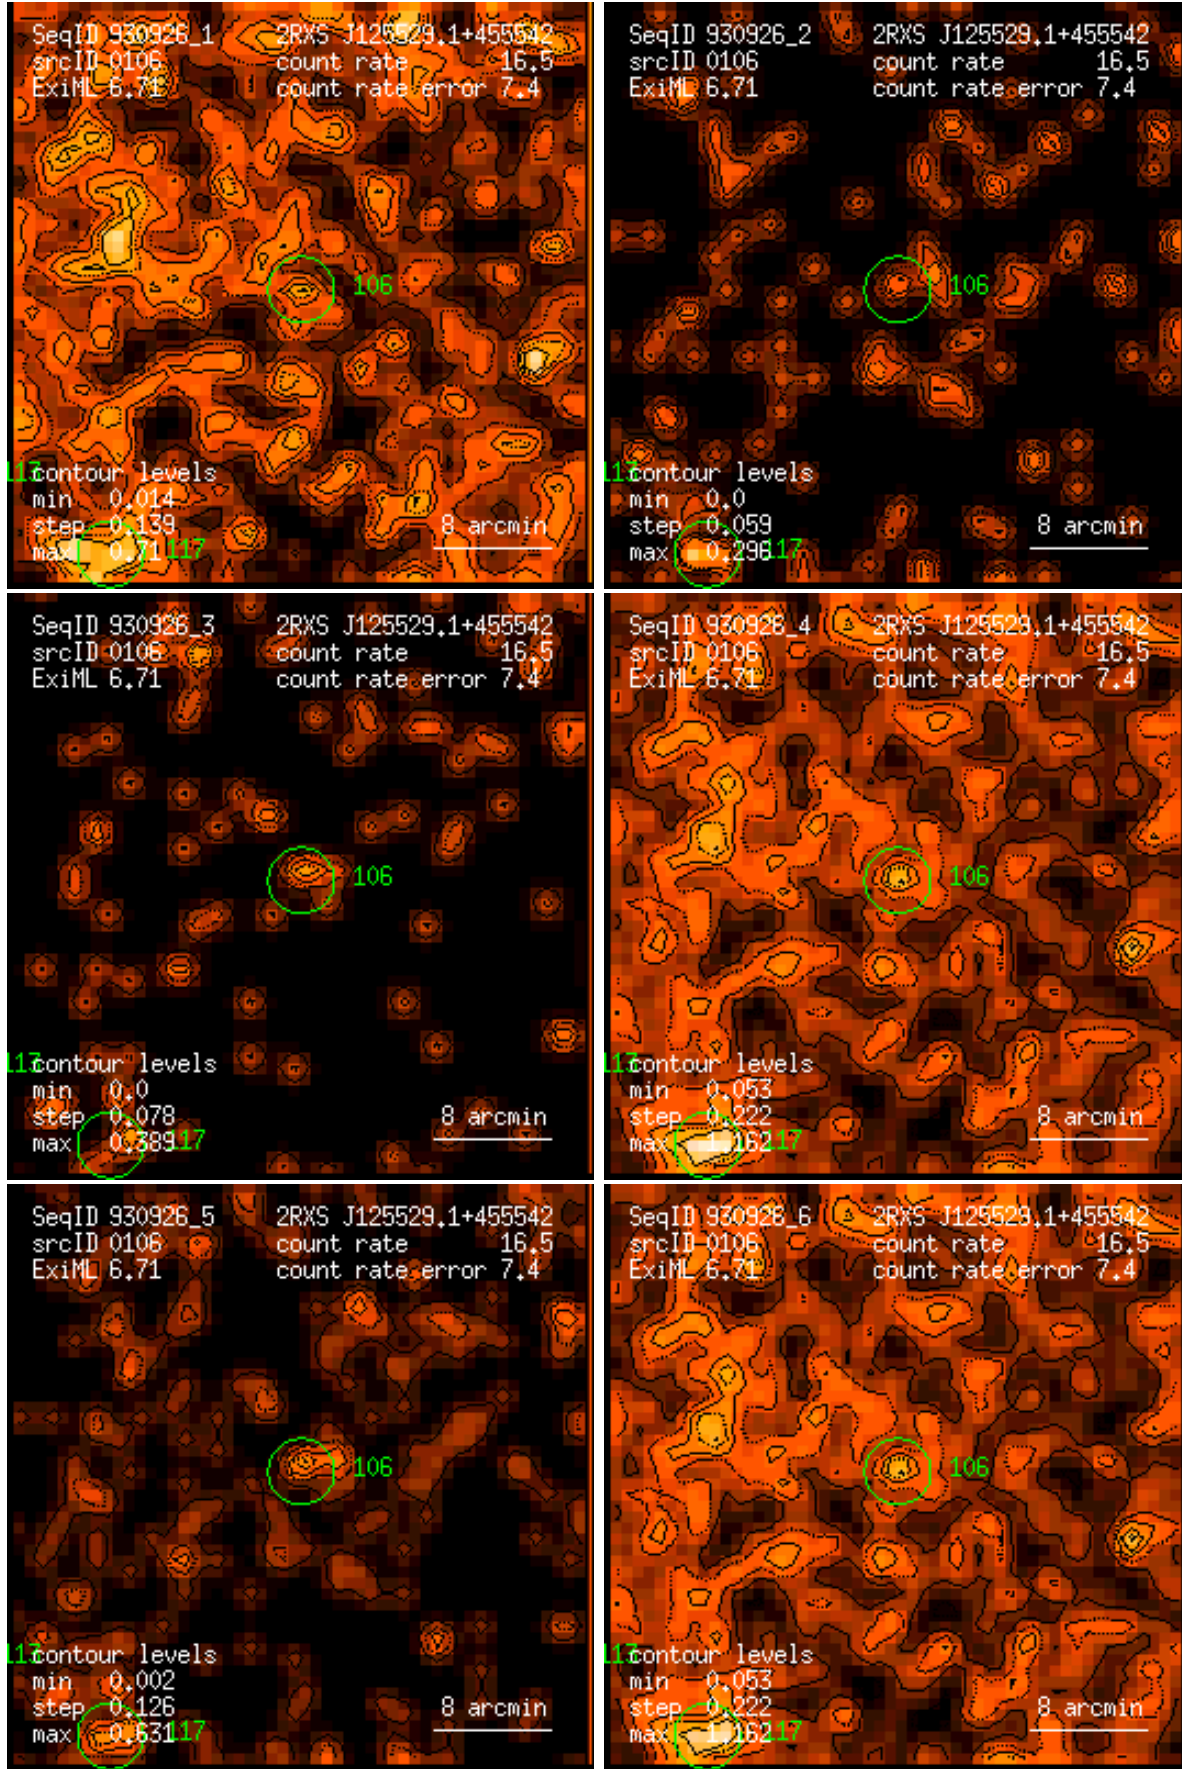 SeqID 930926_1 2RXS J125529.1+455542
srcID 0106 count rate 16.5
ExiML 6.71 count rate error 7.4
106
113 contour levels
min 0.014
step 0.139 8 arcmin
max 0.71 117
SeqID 930926_2 2RXS J125529.1+455542
srcID 0106 count rate 16.5
ExiML 6.71 count rate error 7.4
106
113 contour levels
min 0.0
step 0.059 8 arcmin
max 0.296 117
SeqID 930926_3 2RXS J125529.1+455542
srcID 0106 count rate 16.5
ExiML 6.71 count rate error 7.4
106
113 contour levels
min 0.0
step 0.078 8 arcmin
max 0.389 117
SeqID 930926_4 2RXS J125529.1+455542
srcID 0106 count rate 16.5
ExiML 6.71 count rate error 7.4
106
113 contour levels
min 0.053
step 0.222 8 arcmin
max 1.162 117
SeqID 930926_5 2RXS J125529.1+455542
srcID 0106 count rate 16.5
ExiML 6.71 count rate error 7.4
106
113 contour levels
min 0.002
step 0.126 8 arcmin
max 0.631 117
SeqID 930926_6 2RXS J125529.1+455542
srcID 0106 count rate 16.5
ExiML 6.71 count rate error 7.4
106
113 contour levels
min 0.053
step 0.222 8 arcmin
max 1.162 117